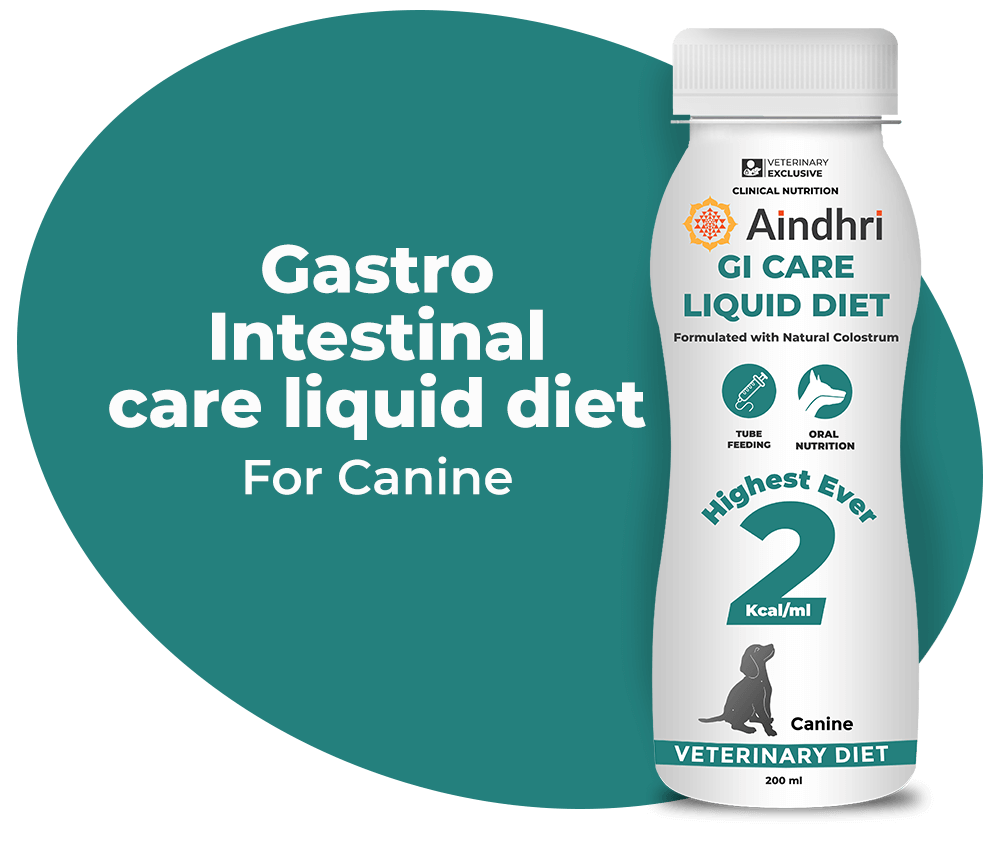 Gastro
Intestinal
care liquid diet
For Canine
VETERINARY
EXCLUSIVE
CLINICAL NUTRITION
Aindhri
GI CARE
LIQUID DIET
Formulated with Natural Colostrum
TUBE
FEEDING
ORAL
NUTRITION
Highest Ever
2
Kcal/ml
Canine
VETERINARY DIET
200 ml